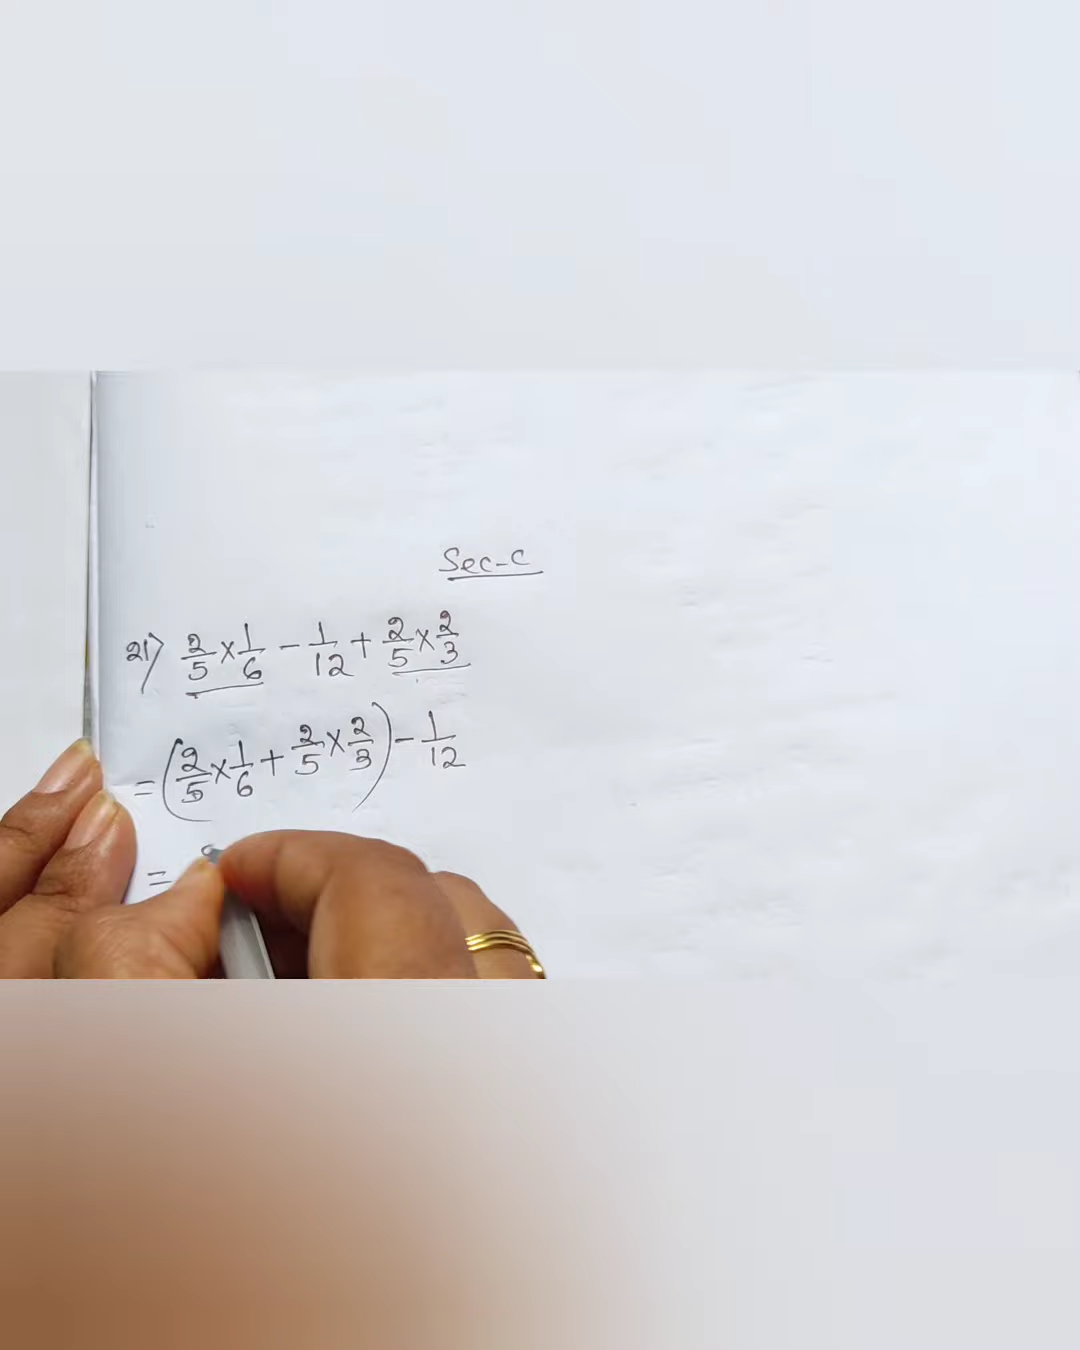 Sec-C
21) 2/5 × 1/6 - 1/12 + 2/5 × 2/3
= (2/5 × 1/6 + 2/5 × 2/3) - 1/12
=